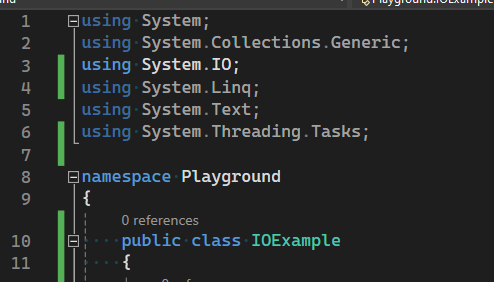 Playground.IOExample
1 using System;
2 using System.Collections.Generic;
3 using System.IO;
4 using System.Linq;
5 using System.Text;
6 using System.Threading.Tasks;
7
8 namespace Playground
9 {
0 references
10 public class IOExample
11 {